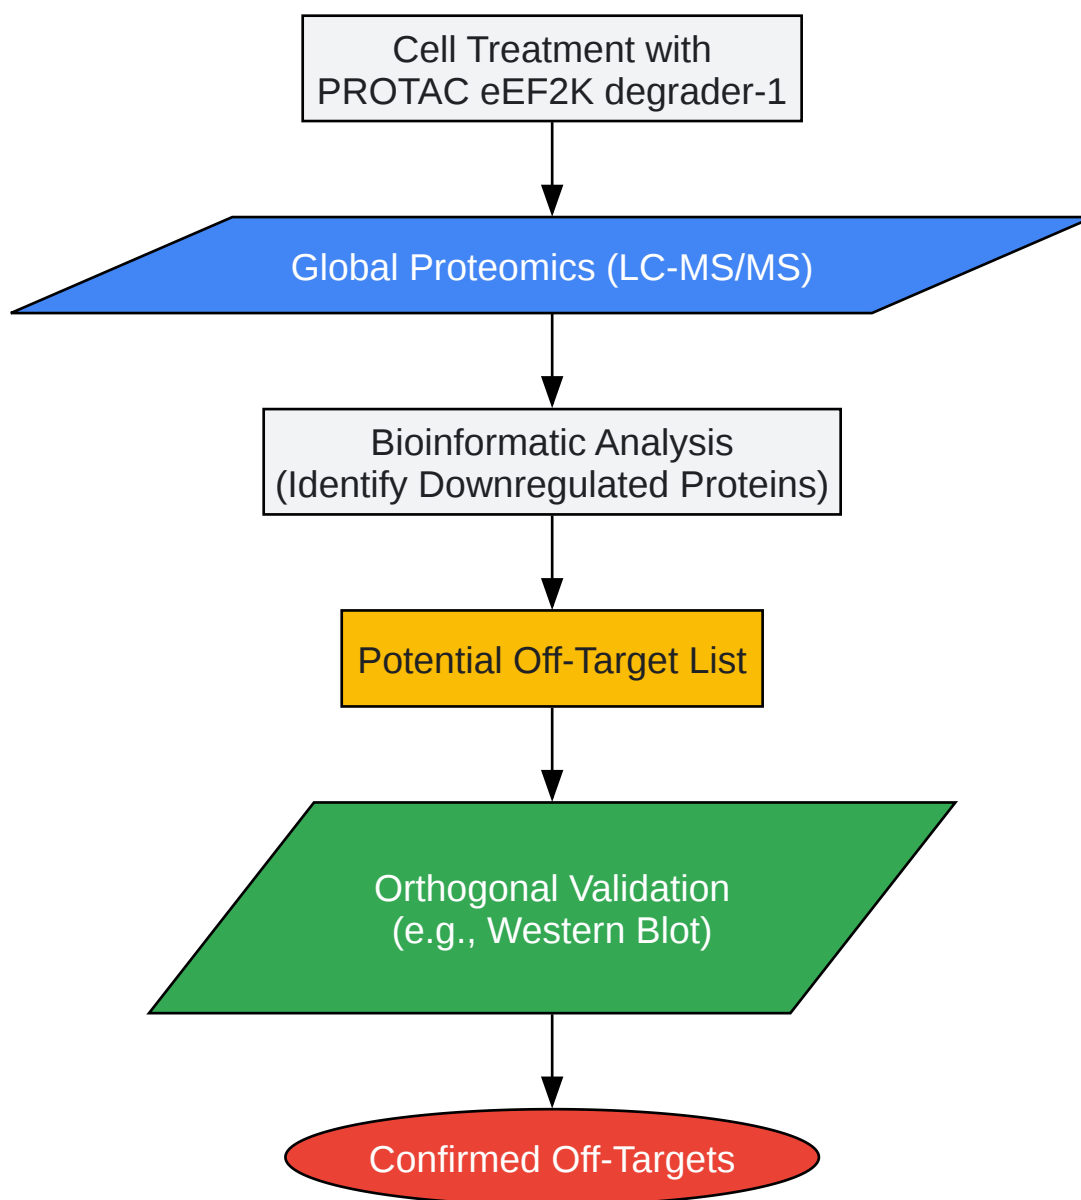 Cell Treatment with
PROTAC eEF2K degrader-1
Global Proteomics (LC-MS/MS)
Bioinformatic Analysis
(Identify Downregulated Proteins)
Potential Off-Target List
Orthogonal Validation
(e.g., Western Blot)
Confirmed Off-Targets